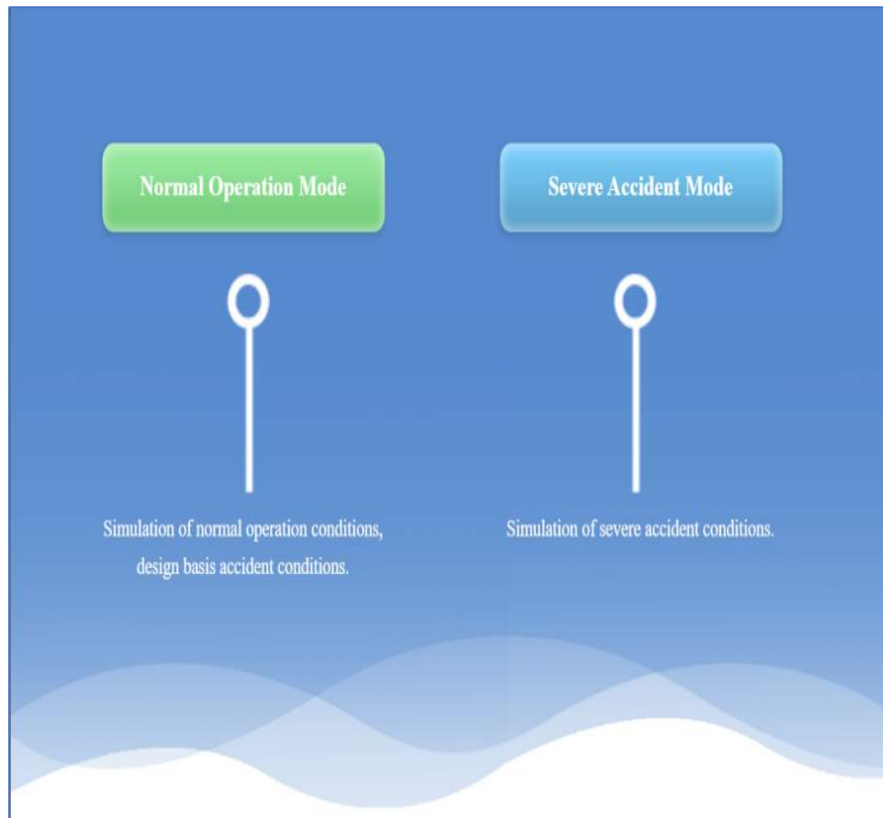 Normal Operation Mode
Severe Accident Mode
Simulation of normal operation conditions,
design basis accident conditions.
Simulation of severe accident conditions.